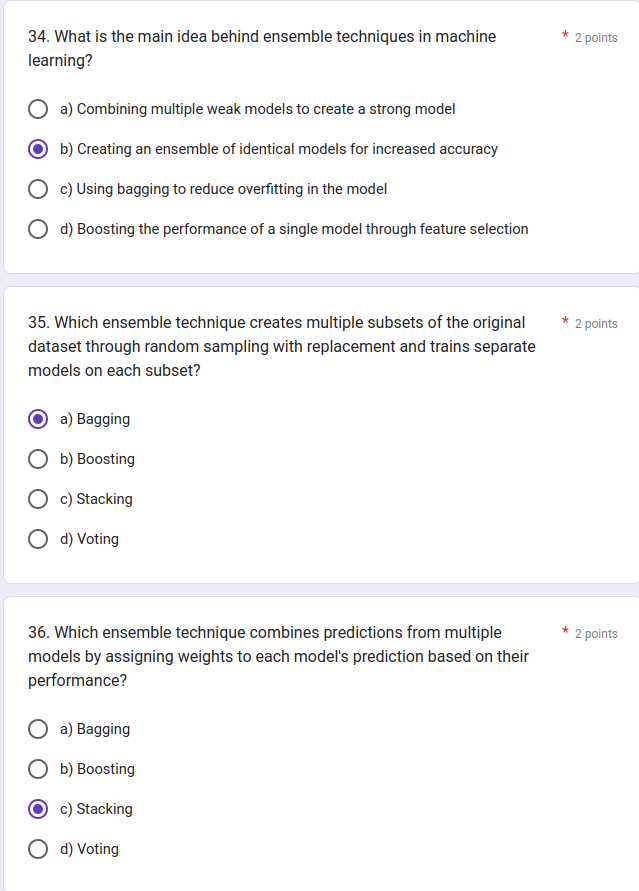 34. What is the main idea behind ensemble techniques in machine * 2 points
learning?
a) Combining multiple weak models to create a strong model
b) Creating an ensemble of identical models for increased accuracy
c) Using bagging to reduce overfitting in the model
d) Boosting the performance of a single model through feature selection
35. Which ensemble technique creates multiple subsets of the original * 2 points
dataset through random sampling with replacement and trains separate
models on each subset?
a) Bagging
b) Boosting
c) Stacking
d) Voting
36. Which ensemble technique combines predictions from multiple * 2 points
models by assigning weights to each model's prediction based on their
performance?
a) Bagging
b) Boosting
c) Stacking
d) Voting